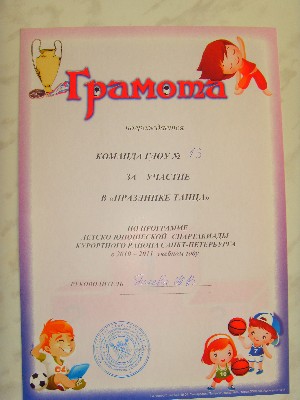 Грамота
награждается
КОМАНДА ГДОУ № 13
ЗА УЧАСТИЕ
В «ПРАЗДНИКЕ ТАНЦА»
ПО ПРОГРАММЕ
ДЕТСКО-ЮНОШЕСКОЙ СПАРТАКИАДЫ
КУРОРТНОГО РАЙОНА САНКТ-ПЕТЕРБУРГА
в 2010 – 2011 учебном году
РУКОВОДИТЕЛЬ